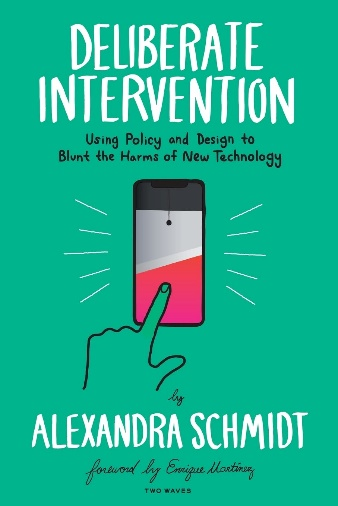 DELIBERATE
INTERVENTION
Using Policy and Design to
Blunt the Harms of New Technology
by
ALEXANDRA SCHMIDT
foreword by Enrique Martínez
TWO WAVES